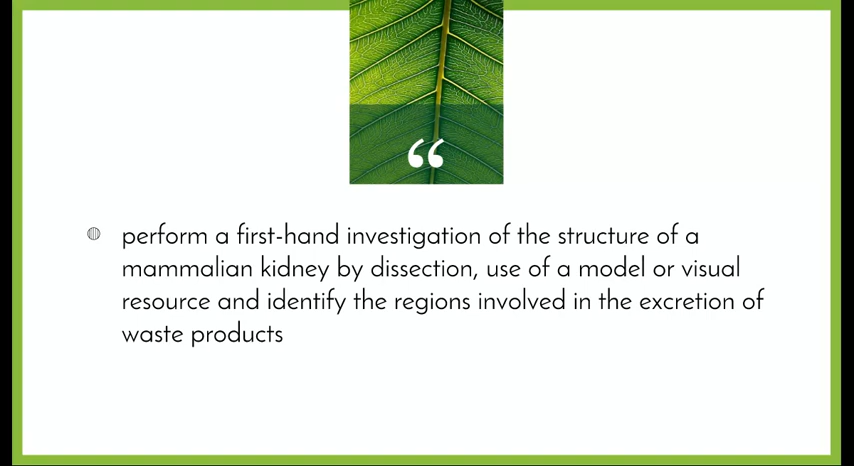 “
perform a first-hand investigation of the structure of a
mammalian kidney by dissection, use of a model or visual
resource and identify the regions involved in the excretion of
waste products